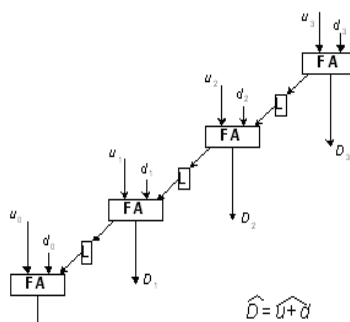 u₃ d₃
FA
u₂ d₂
L
FA
D₃
u₁ d₁
L
FA
D₂
u₀ d₀
L
FA
D₁
D = u+d